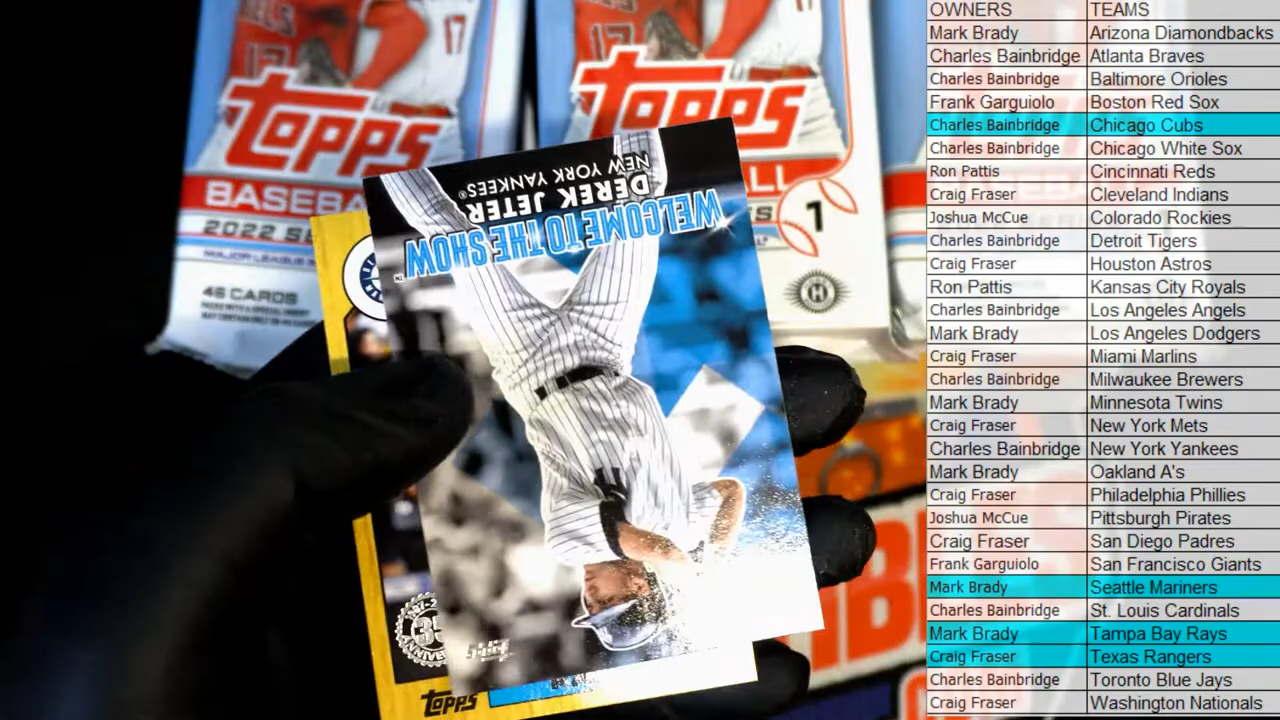 17
17
TOPPS
TOPPS
BASEBA
LL
2022 SE
S 1
46 CARDS
NEW YORK YANKEES®
DEREK JETER
WELCOME TO THE SHOW
TOPPS
OWNERS TEAMS
Mark Brady Arizona Diamondbacks
Charles Bainbridge Atlanta Braves
Charles Bainbridge Baltimore Orioles
Frank Garguiolo Boston Red Sox
Charles Bainbridge Chicago Cubs
Charles Bainbridge Chicago White Sox
Ron Pattis Cincinnati Reds
Craig Fraser Cleveland Indians
Joshua McCue Colorado Rockies
Charles Bainbridge Detroit Tigers
Craig Fraser Houston Astros
Ron Pattis Kansas City Royals
Charles Bainbridge Los Angeles Angels
Mark Brady Los Angeles Dodgers
Craig Fraser Miami Marlins
Charles Bainbridge Milwaukee Brewers
Mark Brady Minnesota Twins
Craig Fraser New York Mets
Charles Bainbridge New York Yankees
Mark Brady Oakland A's
Craig Fraser Philadelphia Phillies
Joshua McCue Pittsburgh Pirates
Craig Fraser San Diego Padres
Frank Garguiolo San Francisco Giants
Mark Brady Seattle Mariners
Charles Bainbridge St. Louis Cardinals
Mark Brady Tampa Bay Rays
Craig Fraser Texas Rangers
Charles Bainbridge Toronto Blue Jays
Craig Fraser Washington Nationals